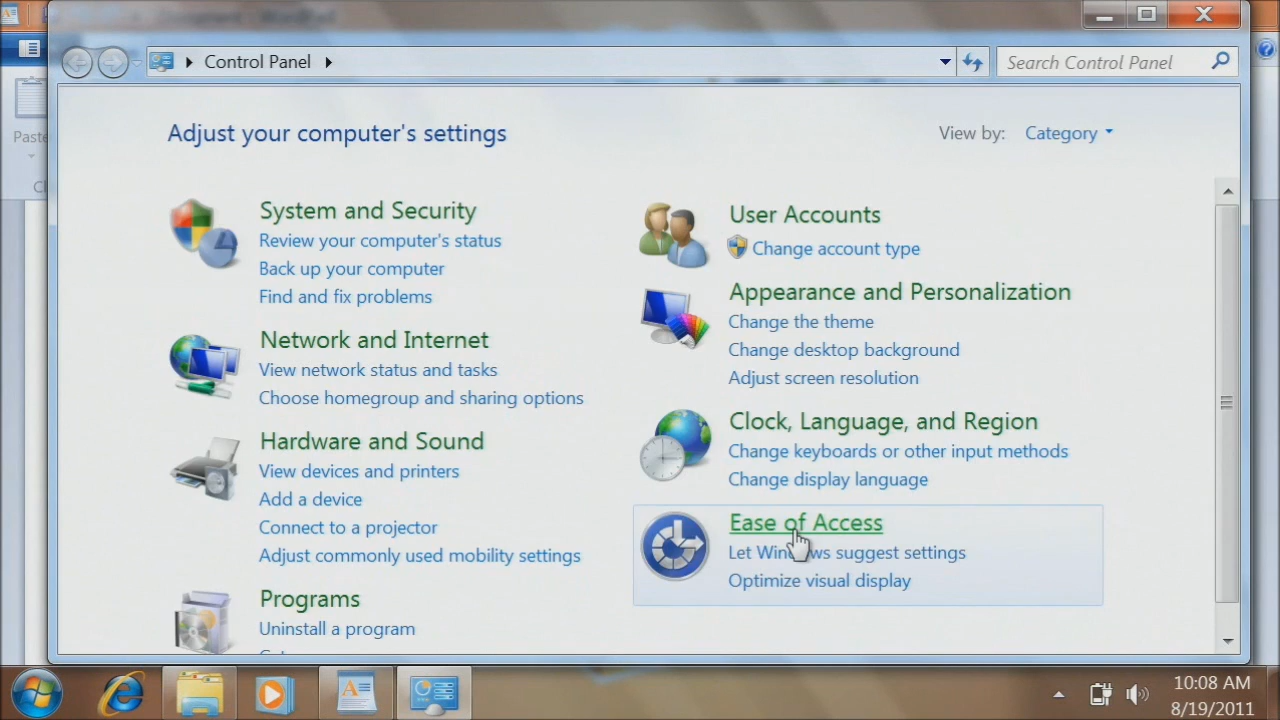 Control Panel
Search Control Panel
Paste
Adjust your computer's settings
View by: Category
System and Security
Review your computer's status
Back up your computer
Find and fix problems
Network and Internet
View network status and tasks
Choose homegroup and sharing options
Hardware and Sound
View devices and printers
Add a device
Connect to a projector
Adjust commonly used mobility settings
Programs
Uninstall a program
User Accounts
Change account type
Appearance and Personalization
Change the theme
Change desktop background
Adjust screen resolution
Clock, Language, and Region
Change keyboards or other input methods
Change display language
Ease of Access
Let Windows suggest settings
Optimize visual display
10:08 AM
8/19/2011